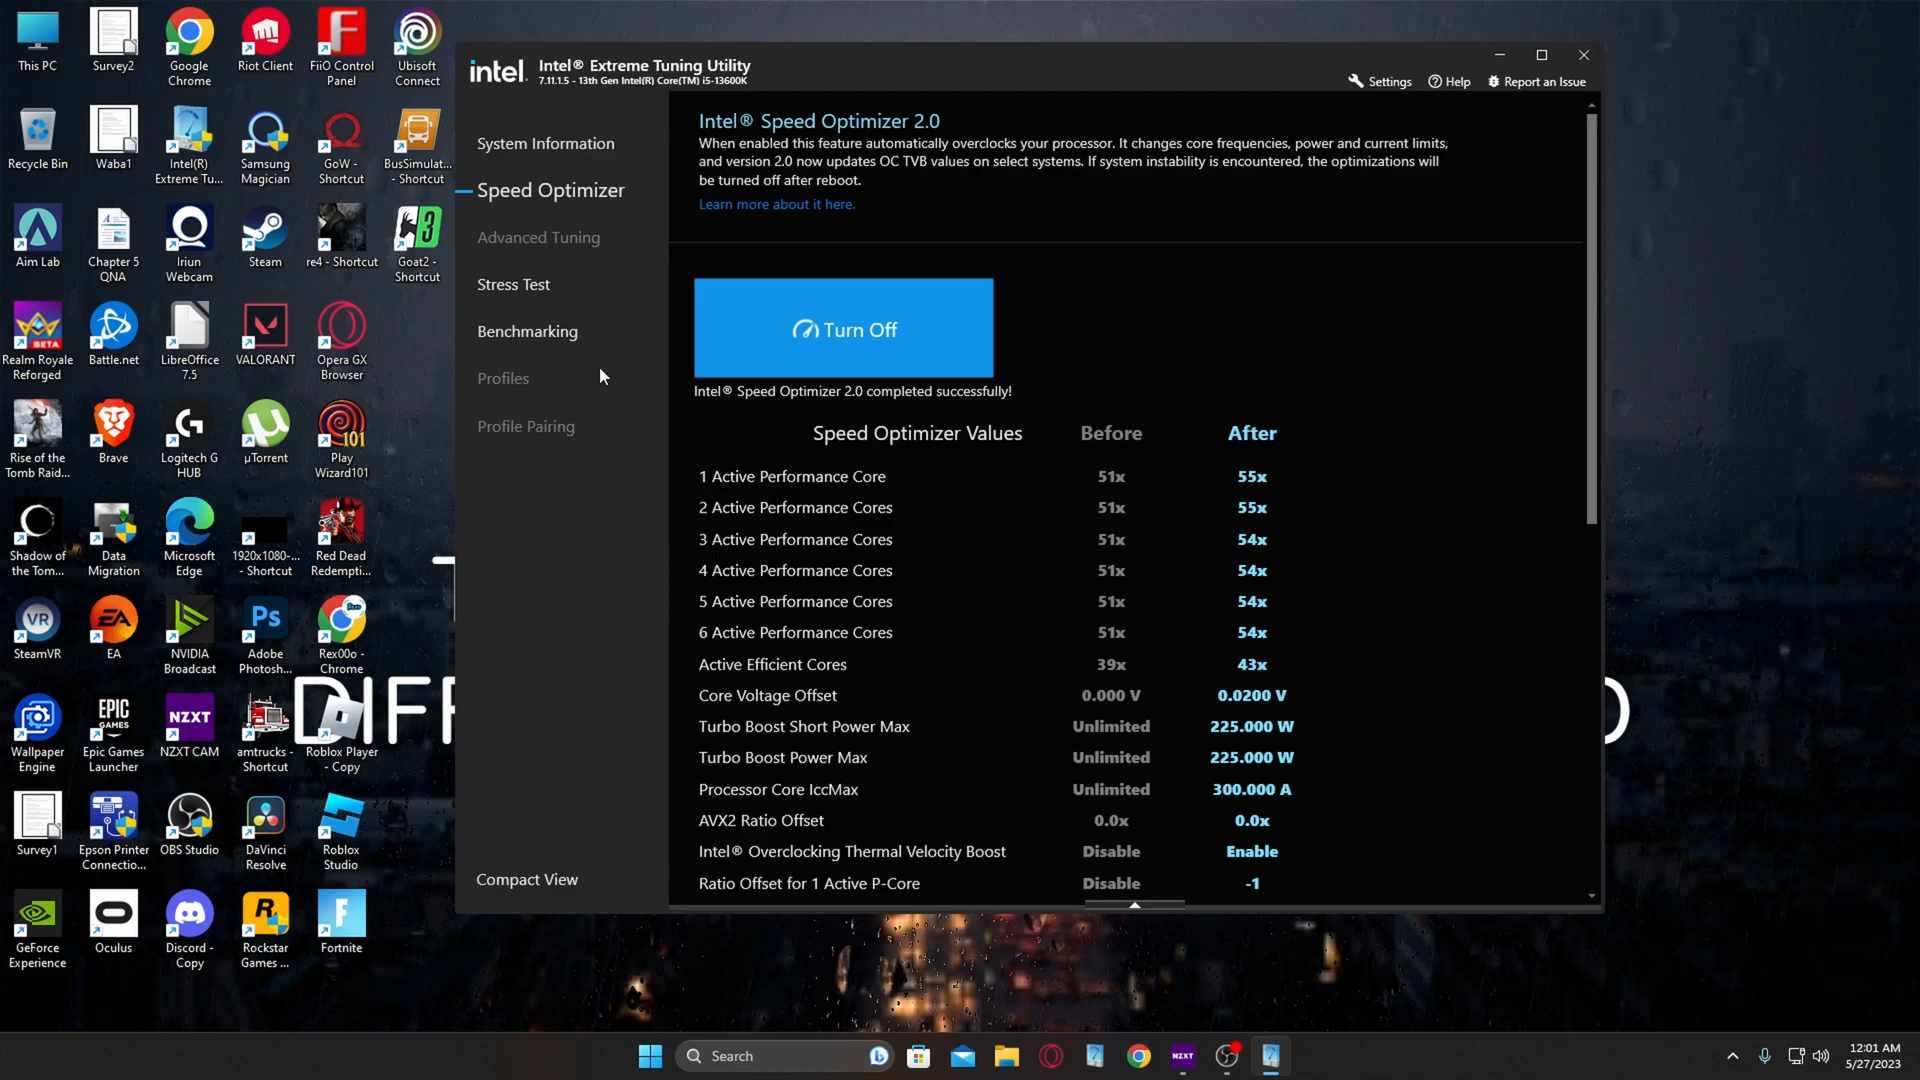 This PC
Survey2
Google
Chrome
Riot Client
FiiO Control
Panel
Ubisoft
Connect
Recycle Bin
Waba1
Intel(R)
Extreme Tu...
Samsung
Magician
GoW -
Shortcut
BusSimulat...
- Shortcut
Aim Lab
Chapter 5
QNA
Iriun
Webcam
Steam
re4 - Shortcut
3
Goat2 -
Shortcut
BETA
Realm Royale
Reforged
Battle.net
LibreOffice
7.5
VALORANT
Opera GX
Browser
Rise of the
Tomb Raid...
Brave
Logitech G
HUB
µTorrent
101
Play
Wizard101
Shadow of
the Tom...
Data
Migration
Microsoft
Edge
1920x1080-...
- Shortcut
Red Dead
Redempti...
VR
SteamVR
EA
EA
NVIDIA
Broadcast
Ps
Adobe
Photosh...
Rex00o -
Chrome
Wallpaper
Engine
EPIC
GAMES
Epic Games
Launcher
NZXT
NZXT CAM
amtrucks -
Shortcut
Roblox Player
- Copy
DIFF
Survey1
Epson Printer
Connectio...
OBS Studio
DaVinci
Resolve
Roblox
Studio
GeForce
Experience
Oculus
Discord -
Copy
Rockstar
Games ...
Fortnite
intel.
Intel® Extreme Tuning Utility
7.11.1.5 - 13th Gen Intel(R) Core(TM) i5-13600K
Settings
Help
Report an Issue
System Information
Speed Optimizer
Advanced Tuning
Stress Test
Benchmarking
Profiles
Profile Pairing
Compact View
Intel® Speed Optimizer 2.0
When enabled this feature automatically overclocks your processor. It changes core frequencies, power and current limits,
and version 2.0 now updates OC TVB values on select systems. If system instability is encountered, the optimizations will
be turned off after reboot.
Learn more about it here.
Turn Off
Intel® Speed Optimizer 2.0 completed successfully!
Speed Optimizer Values Before After
1 Active Performance Core 51x 55x
2 Active Performance Cores 51x 55x
3 Active Performance Cores 51x 54x
4 Active Performance Cores 51x 54x
5 Active Performance Cores 51x 54x
6 Active Performance Cores 51x 54x
Active Efficient Cores 39x 43x
Core Voltage Offset 0.000 V 0.0200 V
Turbo Boost Short Power Max Unlimited 225.000 W
Turbo Boost Power Max Unlimited 225.000 W
Processor Core IccMax Unlimited 300.000 A
AVX2 Ratio Offset 0.0x 0.0x
Intel® Overclocking Thermal Velocity Boost Disable Enable
Ratio Offset for 1 Active P-Core Disable -1
Search
NZXT
12:01 AM
5/27/2023